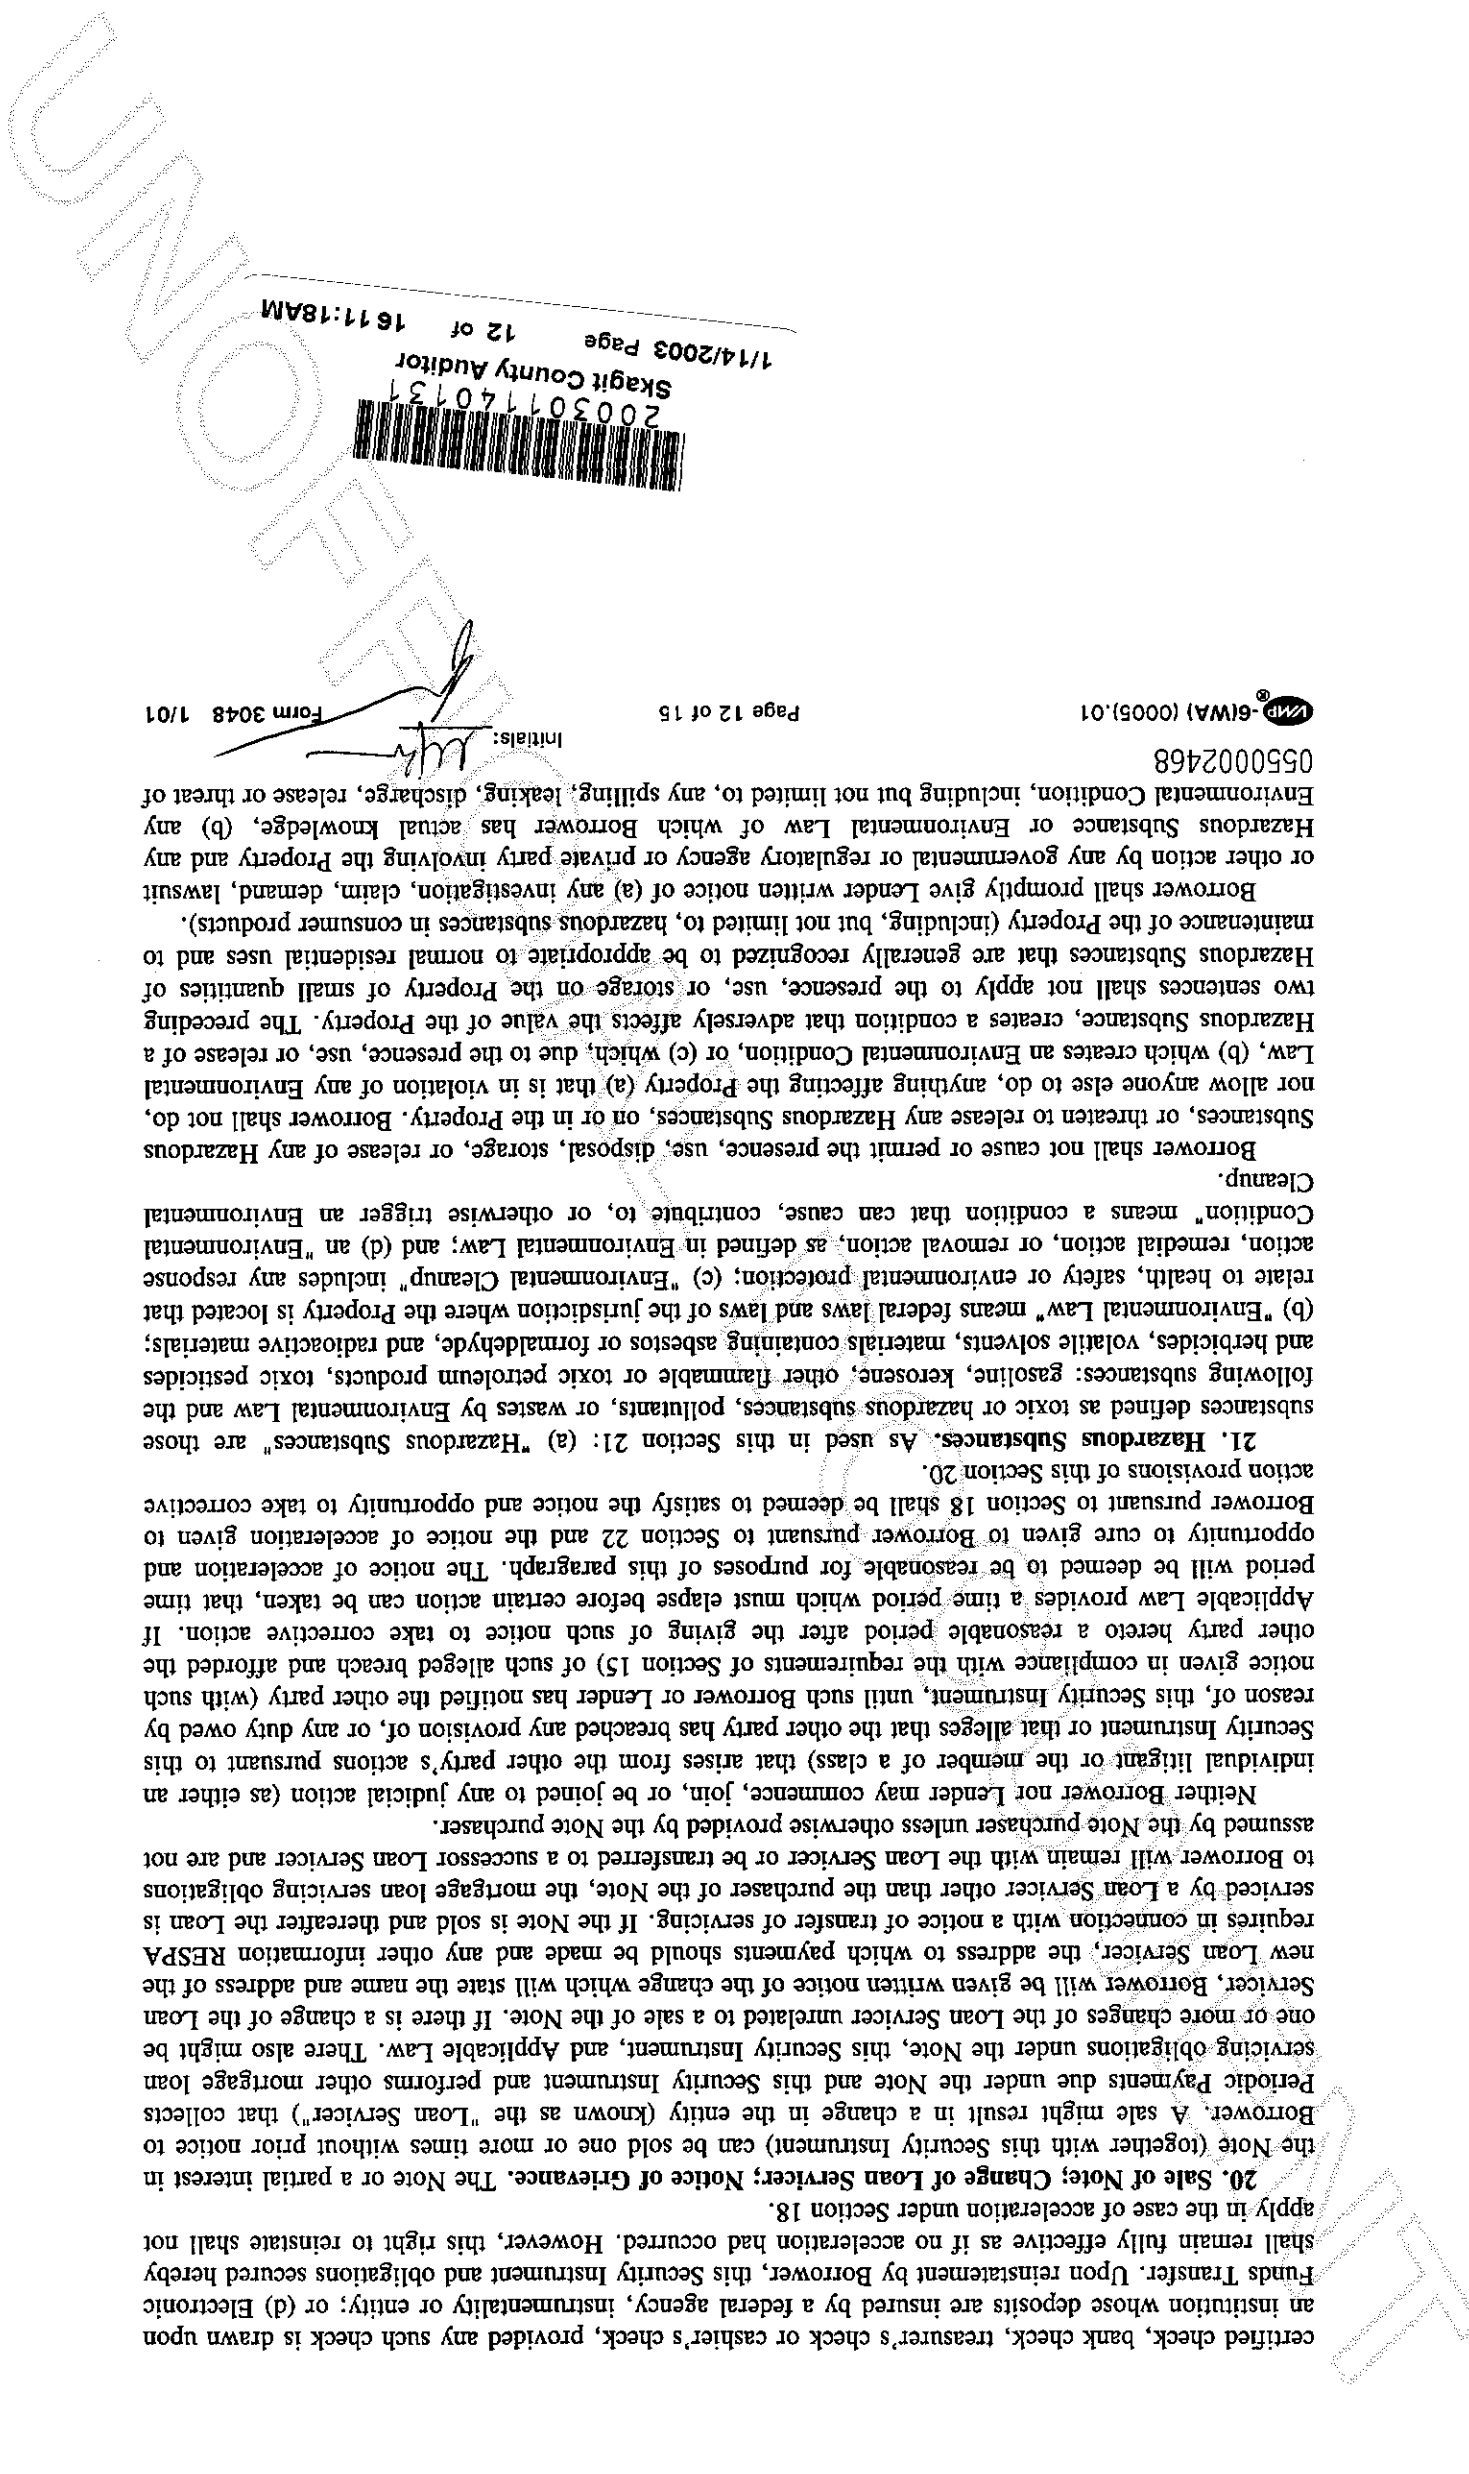 certified check, bank check, treasurer's check or cashier's check, provided any such check is drawn upon
an institution whose deposits are insured by a federal agency, instrumentality or entity; or (d) Electronic
Funds Transfer. Upon reinstatement by Borrower, this Security Instrument and obligations secured hereby
shall remain fully effective as if no acceleration had occurred. However, this right to reinstate shall not
apply in the case of acceleration under Section 18.
20. Sale of Note; Change of Loan Servicer; Notice of Grievance. The Note or a partial interest in
the Note (together with this Security Instrument) can be sold one or more times without prior notice to
Borrower. A sale might result in a change in the entity (known as the "Loan Servicer") that collects
Periodic Payments due under the Note and this Security Instrument and performs other mortgage loan
servicing obligations under the Note, this Security Instrument, and Applicable Law. There also might be
one or more changes of the Loan Servicer unrelated to a sale of the Note. If there is a change of the Loan
Servicer, Borrower will be given written notice of the change which will state the name and address of the
new Loan Servicer, the address to which payments should be made and any other information RESPA
requires in connection with a notice of transfer of servicing. If the Note is sold and thereafter the Loan is
serviced by a Loan Servicer other than the purchaser of the Note, the mortgage loan servicing obligations
to Borrower will remain with the Loan Servicer or be transferred to a successor Loan Servicer and are not
assumed by the Note purchaser unless otherwise provided by the Note purchaser.
Neither Borrower nor Lender may commence, join, or be joined to any judicial action (as either an
individual litigant or the member of a class) that arises from the other party's actions pursuant to this
Security Instrument or that alleges that the other party has breached any provision of, or any duty owed by
reason of, this Security Instrument, until such Borrower or Lender has notified the other party (with such
notice given in compliance with the requirements of Section 15) of such alleged breach and afforded the
other party hereto a reasonable period after the giving of such notice to take corrective action. If
Applicable Law provides a time period which must elapse before certain action can be taken, that time
period will be deemed to be reasonable for purposes of this paragraph. The notice of acceleration and
opportunity to cure given to Borrower pursuant to Section 22 and the notice of acceleration given to
Borrower pursuant to Section 18 shall be deemed to satisfy the notice and opportunity to take corrective
action provisions of this Section 20.
21. Hazardous Substances. As used in this Section 21: (a) "Hazardous Substances" are those
substances defined as toxic or hazardous substances, pollutants, or wastes by Environmental Law and the
following substances: gasoline, kerosene, other flammable or toxic petroleum products, toxic pesticides
and herbicides, volatile solvents, materials containing asbestos or formaldehyde, and radioactive materials;
(b) "Environmental Law" means federal laws and laws of the jurisdiction where the Property is located that
relate to health, safety or environmental protection; (c) "Environmental Cleanup" includes any response
action, remedial action, or removal action, as defined in Environmental Law; and (d) an "Environmental
Condition" means a condition that can cause, contribute to, or otherwise trigger an Environmental
Cleanup.
Borrower shall not cause or permit the presence, use, disposal, storage, or release of any Hazardous
Substances, or threaten to release any Hazardous Substances, on or in the Property. Borrower shall not do,
nor allow anyone else to do, anything affecting the Property (a) that is in violation of any Environmental
Law, (b) which creates an Environmental Condition, or (c) which, due to the presence, use, or release of a
Hazardous Substance, creates a condition that adversely affects the value of the Property. The preceding
two sentences shall not apply to the presence, use, or storage on the Property of small quantities of
Hazardous Substances that are generally recognized to be appropriate to normal residential uses and to
maintenance of the Property (including, but not limited to, hazardous substances in consumer products).
Borrower shall promptly give Lender written notice of (a) any investigation, claim, demand, lawsuit
or other action by any governmental or regulatory agency or private party involving the Property and any
Hazardous Substance or Environmental Law of which Borrower has actual knowledge, (b) any
Environmental Condition, including but not limited to, any spilling, leaking, discharge, release or threat of
0550002468
Initials:
VMP®-6(WA) (0005).01 Page 12 of 15 Form 3048 1/01
200301140131
Skagit County Auditor
1/14/2003 Page 12 of 16 11:18AM
UNOFFICIAL DOCUMENT